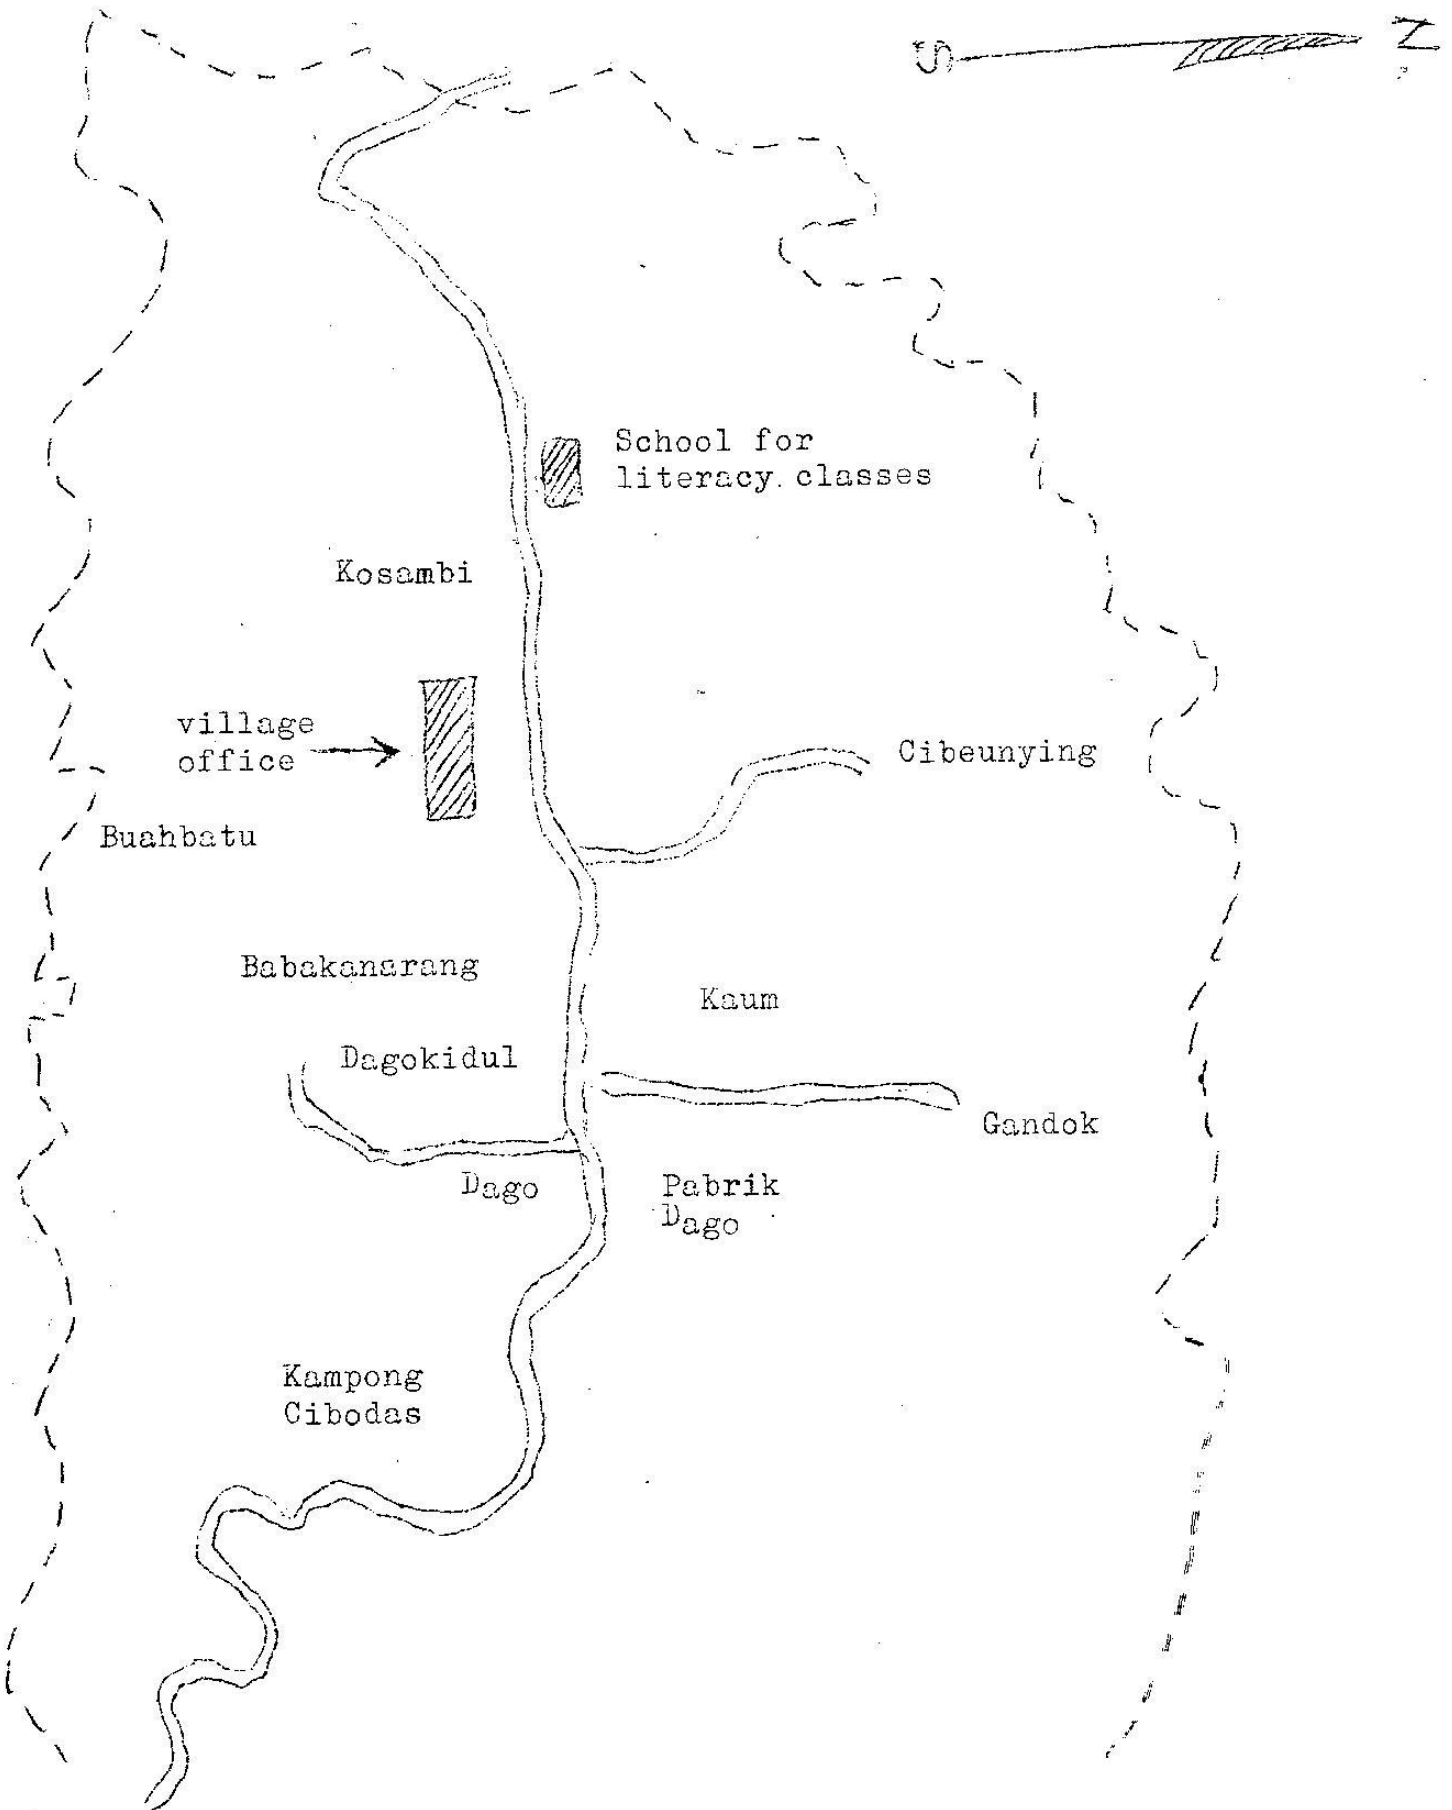 S
N
School for
literacy. classes
Kosambi
village
office
Cibeunying
Buahbatu
Babakanarang
Kaum
Dagokidul
Gandok
Dago
Pabrik
Dago
Kampong
Cibodas